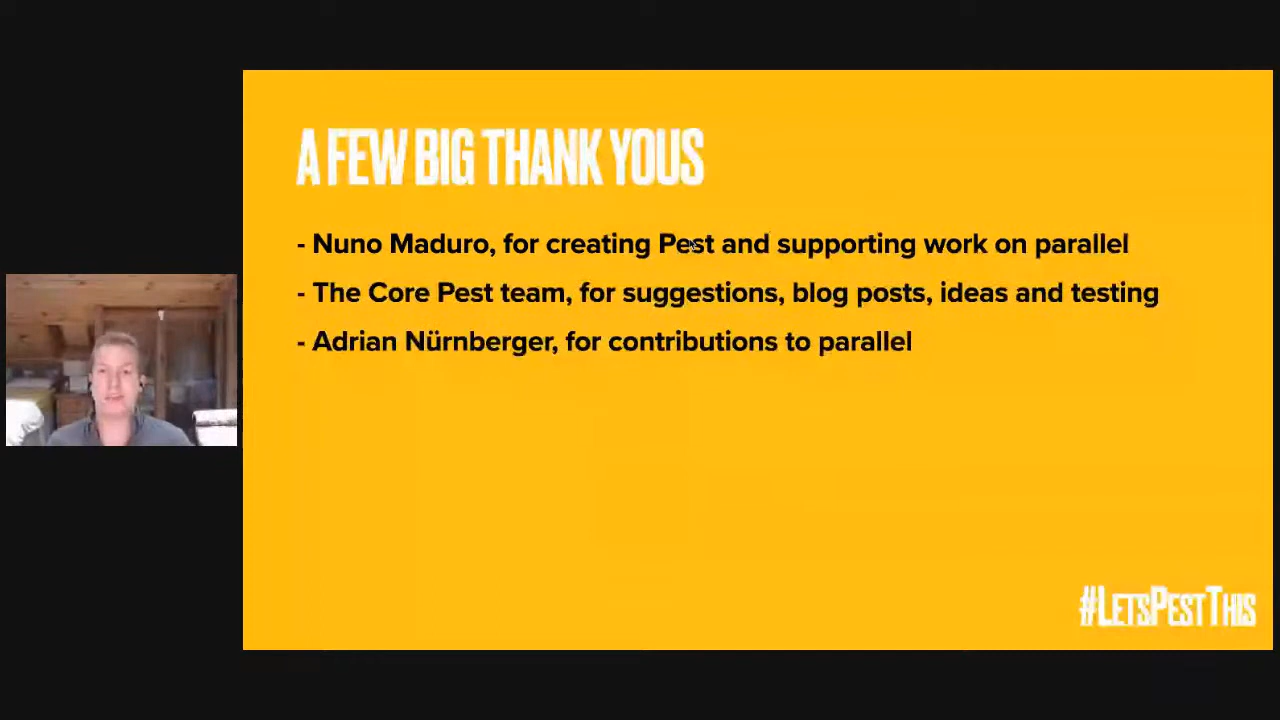 A FEW BIG THANK YOUS
- Nuno Maduro, for creating Pest and supporting work on parallel
- The Core Pest team, for suggestions, blog posts, ideas and testing
- Adrian Nürnberger, for contributions to parallel
#LETSPESTTHIS